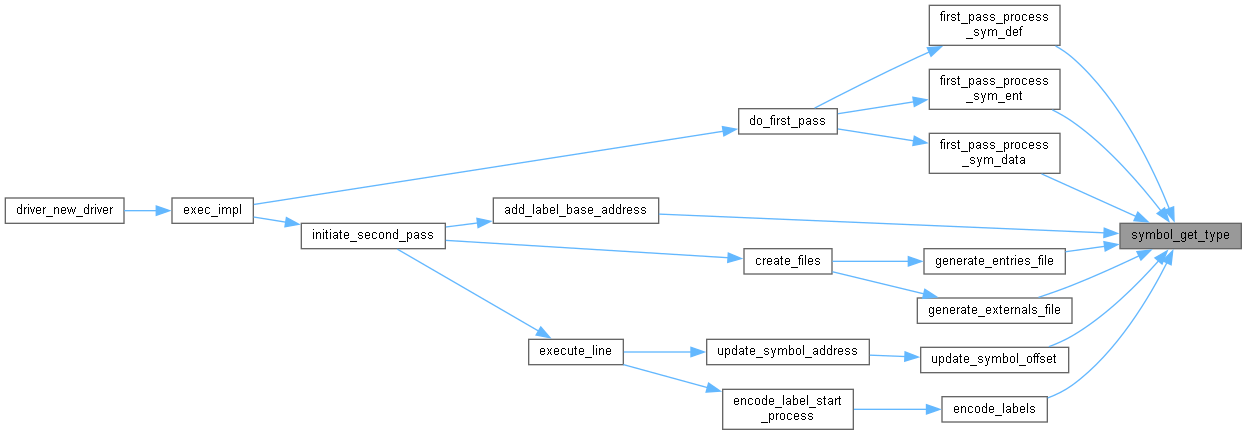 first_pass_process
_sym_def
first_pass_process
_sym_ent
do_first_pass
first_pass_process
_sym_data
driver_new_driver
exec_impl
add_label_base_address
initiate_second_pass
symbol_get_type
create_files
generate_entries_file
generate_externals_file
execute_line
update_symbol_address
update_symbol_offset
encode_label_start
_process
encode_labels